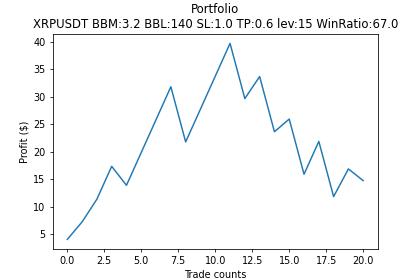 Portfolio
XRPUSDT BBM:3.2 BBL:140 SL:1.0 TP:0.6 lev:15 WinRatio:67.0
40
35
30
25
20
15
10
5
Profit ($)
0.0 2.5 5.0 7.5 10.0 12.5 15.0 17.5 20.0
Trade counts